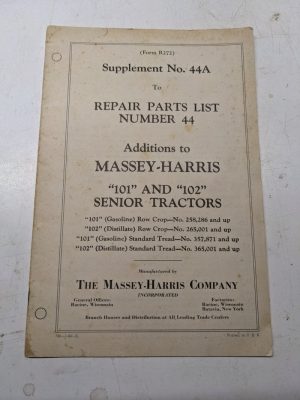 (Form R272)
Supplement No. 44A
To
REPAIR PARTS LIST
NUMBER 44
Additions to
MASSEY-HARRIS
"101" AND "102"
SENIOR TRACTORS
"101" (Gasoline) Row Crop—No. 258,286 and up
"102" (Distillate) Row Crop—No. 265,001 and up
"101" (Gasoline) Standard Tread—No. 357,871 and up
"102" (Distillate) Standard Tread—No. 365,001 and up
Manufactured by
THE MASSEY-HARRIS COMPANY
INCORPORATED
General Offices:
Racine, Wisconsin
Factories:
Racine, Wisconsin
Batavia, New York
Branch Houses and Distribution at All Leading Trade Centers
Printed in U S A